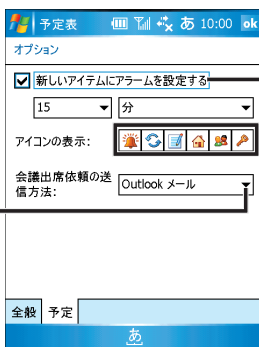 予定表 あ 10:00 ok
オプション
新しいアイテムにアラームを設定する
15 分
アイコンの表示:
会議出席依頼の送
信方法: Outlook メール
全般 予定
あ